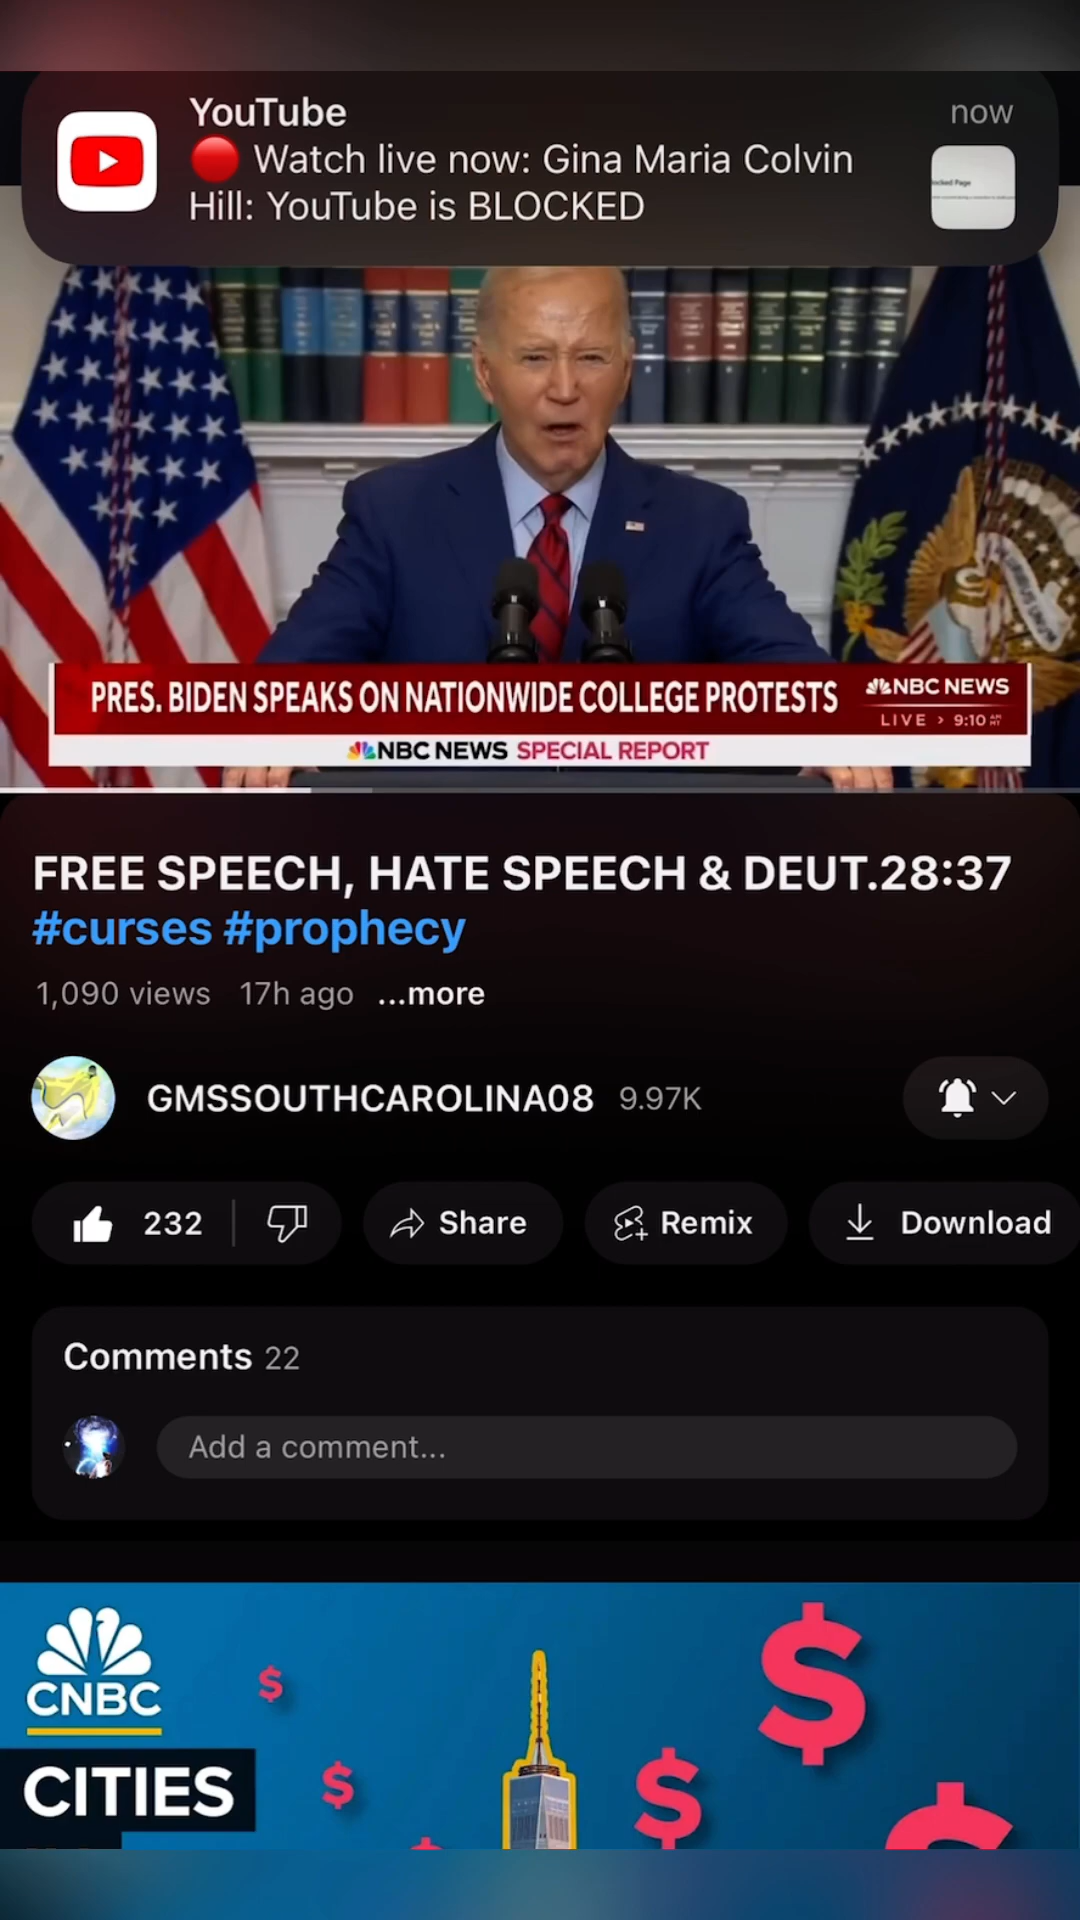 YouTube
now
🔴 Watch live now: Gina Maria Colvin
Hill: YouTube is BLOCKED
PRES. BIDEN SPEAKS ON NATIONWIDE COLLEGE PROTESTS
NBC NEWS
LIVE > 9:10 AM MT
NBC NEWS SPECIAL REPORT
FREE SPEECH, HATE SPEECH & DEUT.28:37
#curses #prophecy
1,090 views 17h ago ...more
GMSSOUTHCAROLINA08 9.97K
232
Share
Remix
Download
Comments 22
Add a comment...
CNBC
CITIES
$
$
$
$